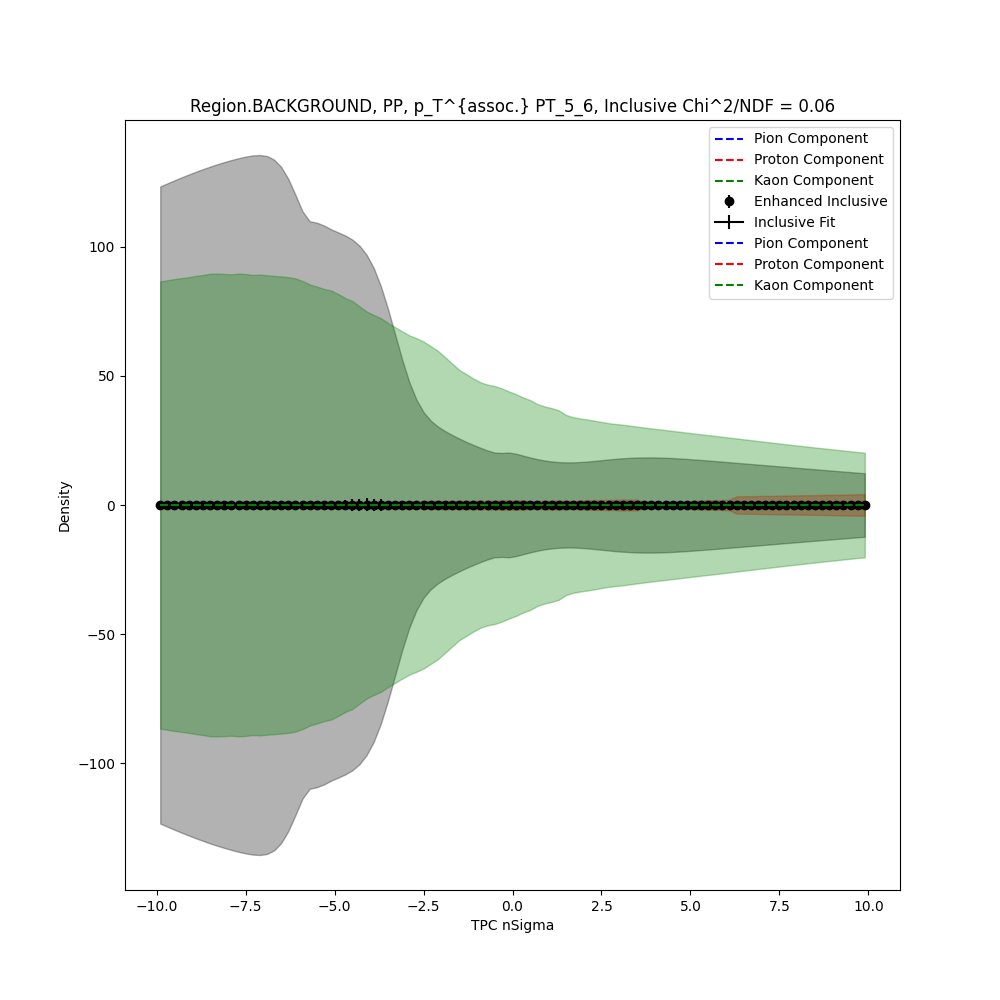 Region.BACKGROUND, PP, p_T^{assoc.} PT_5_6, Inclusive Chi^2/NDF = 0.06
Pion Component
Proton Component
Kaon Component
Enhanced Inclusive
Inclusive Fit
Pion Component
Proton Component
Kaon Component
100
50
0
−50
−100
Density
−10.0 −7.5 −5.0 −2.5 0.0 2.5 5.0 7.5 10.0
TPC nSigma